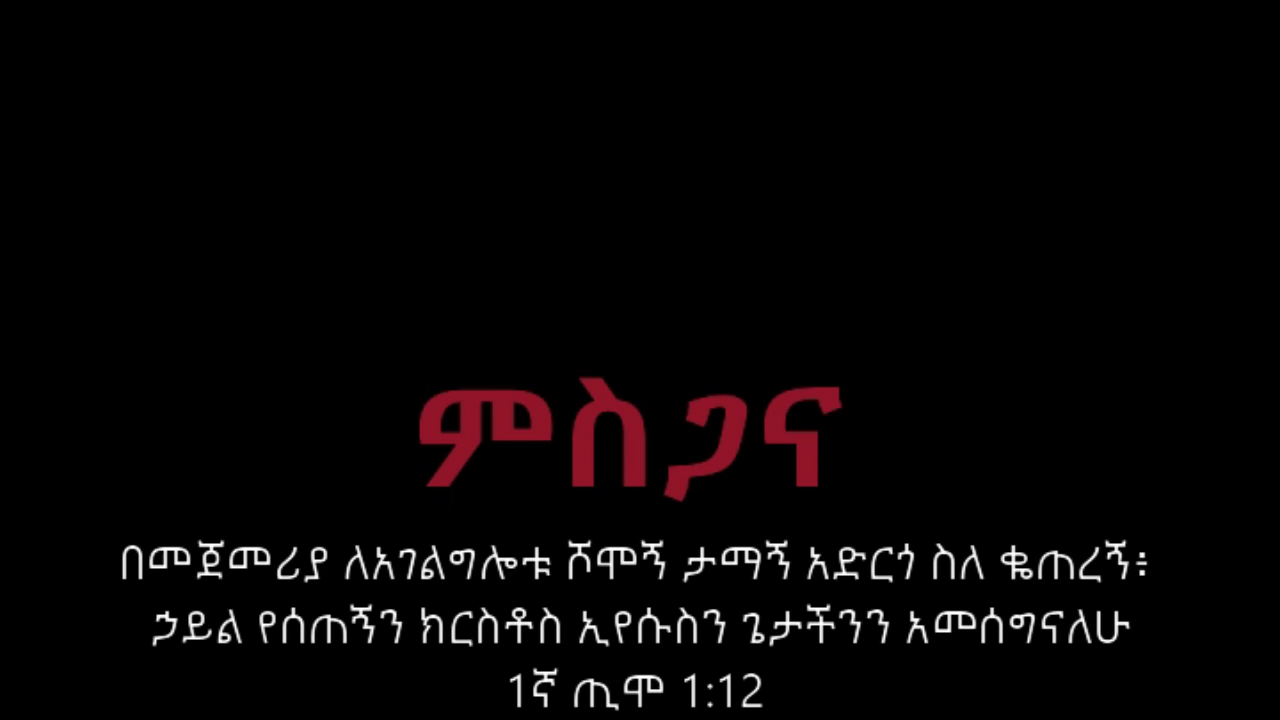 ምስጋና
በመጀመሪያ ለአገልግሎቱ ሾሞኝ ታማኝ አድርጎ ስለ ቈጠረኝ፥
ኃይል የሰጠኝን ክርስቶስ ኢየሱስን ጌታችንን አመሰግናለሁ
1ኛ ጢሞ 1:12